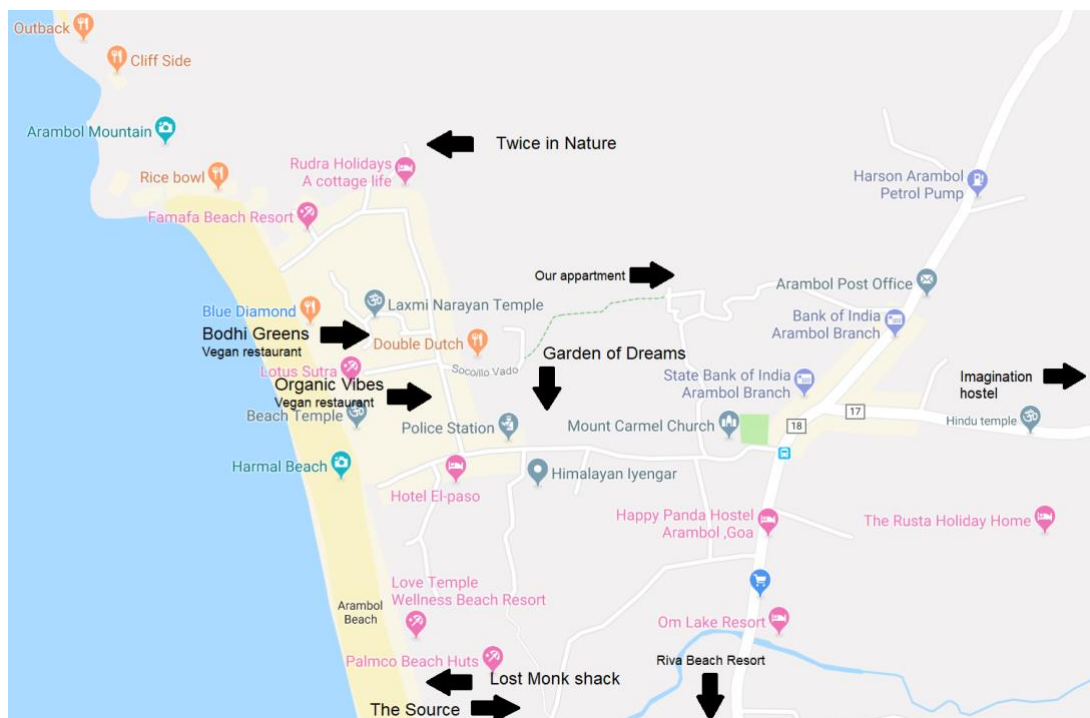 Outback
Cliff Side
Arambol Mountain
Twice in Nature
Rudra Holidays
A cottage life
Rice bowl
Harson Arambol
Petrol Pump
Famafa Beach Resort
Our appartment
Arambol Post Office
Laxmi Narayan Temple
Blue Diamond
Bank of India
Arambol Branch
Bodhi Greens
Vegan restaurant
Double Dutch
Garden of Dreams
Lotus Sutra
Socoillo Vado
Organic Vibes
Vegan restaurant
State Bank of India
Arambol Branch
Imagination
hostel
Beach Temple
Police Station
Mount Carmel Church
18
17
Hindu temple
Harmal Beach
Hotel El-paso
Himalayan Iyengar
Happy Panda Hostel
Arambol ,Goa
The Rusta Holiday Home
Love Temple
Wellness Beach Resort
Arambol
Beach
Om Lake Resort
Palmco Beach Huts
Riva Beach Resort
Lost Monk shack
The Source